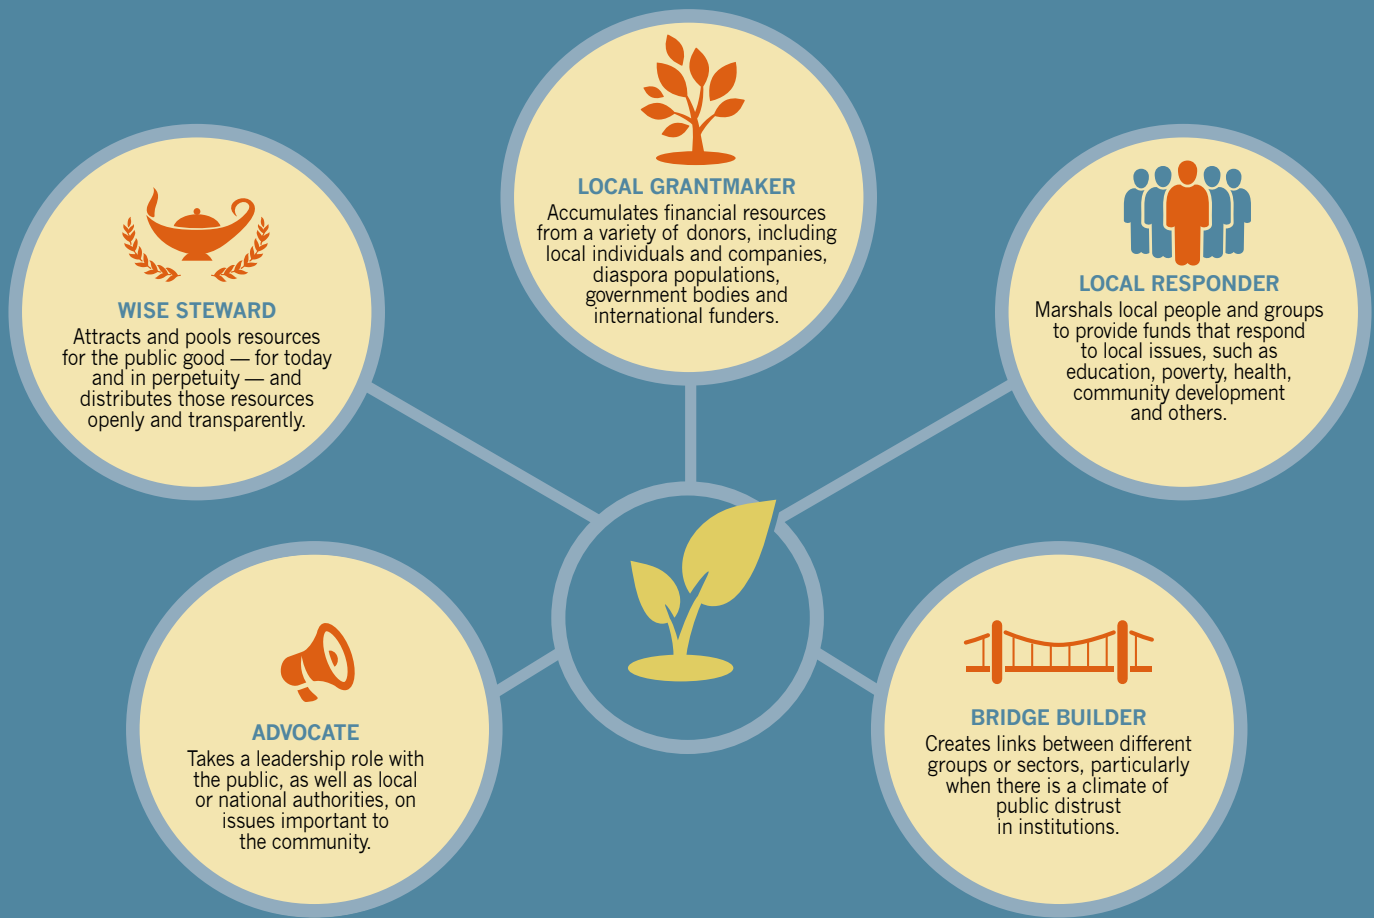 LOCAL GRANTMAKER
Accumulates financial resources
from a variety of donors, including
local individuals and companies,
diaspora populations,
government bodies and
international funders.
WISE STEWARD
Attracts and pools resources
for the public good — for today
and in perpetuity — and
distributes those resources
openly and transparently.
LOCAL RESPONDER
Marshals local people and groups
to provide funds that respond
to local issues, such as
education, poverty, health,
community development
and others.
ADVOCATE
Takes a leadership role with
the public, as well as local
or national authorities, on
issues important to
the community.
BRIDGE BUILDER
Creates links between different
groups or sectors, particularly
when there is a climate of
public distrust
in institutions.